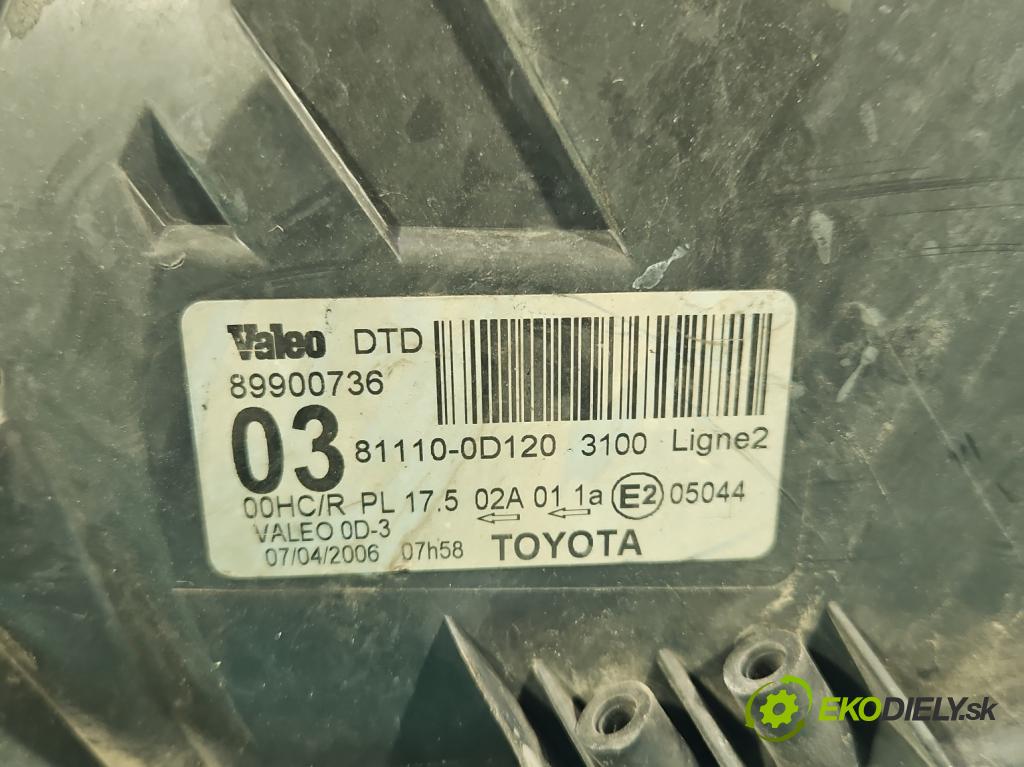 Valeo DTD
89900736
03 81110-0D120 3100 Ligne2
00HC/R PL 17.5 02A 01 1a E2 05044
VALEO 0D-3
07/04/2006 07h58 TOYOTA
EKODIELY.sk